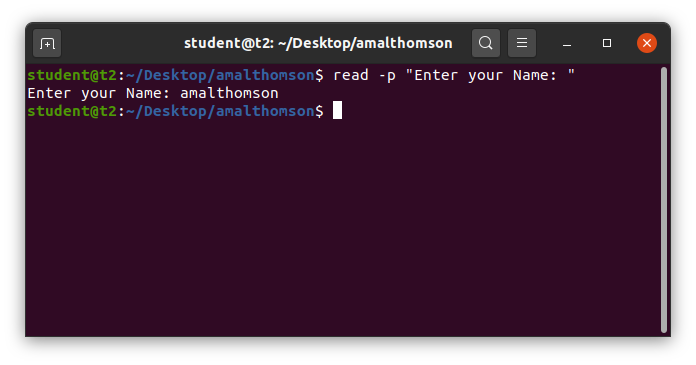 student@t2: ~/Desktop/amalthomson
student@t2:~/Desktop/amalthomson$ read -p "Enter your Name: "
Enter your Name: amalthomson
student@t2:~/Desktop/amalthomson$